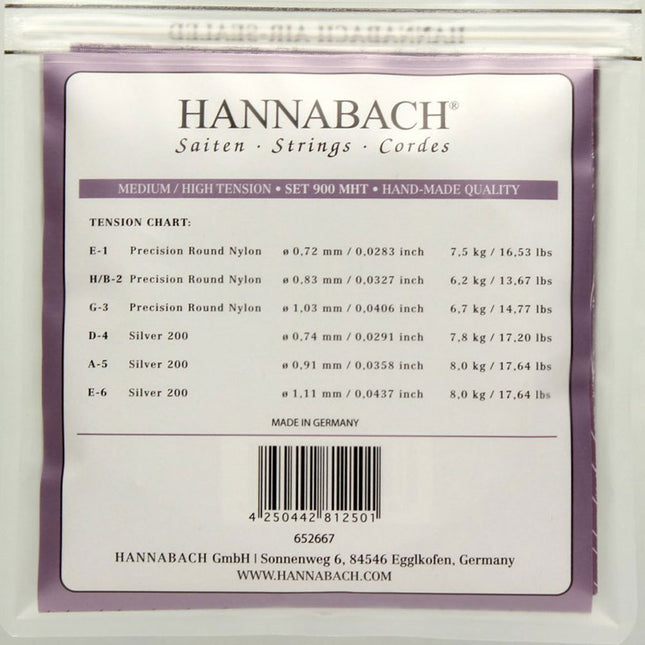 HANNABACH AIR-SEALED
HANNABACH®
Saiten · Strings · Cordes
MEDIUM / HIGH TENSION • SET 900 MHT • HAND-MADE QUALITY
TENSION CHART:
E-1 Precision Round Nylon ø 0,72 mm / 0,0283 inch 7,5 kg / 16,53 lbs
H/B-2 Precision Round Nylon ø 0,83 mm / 0,0327 inch 6,2 kg / 13,67 lbs
G-3 Precision Round Nylon ø 1,03 mm / 0,0406 inch 6,7 kg / 14,77 lbs
D-4 Silver 200 ø 0,74 mm / 0,0291 inch 7,8 kg / 17,20 lbs
A-5 Silver 200 ø 0,91 mm / 0,0358 inch 8,0 kg / 17,64 lbs
E-6 Silver 200 ø 1,11 mm / 0,0437 inch 8,0 kg / 17,64 lbs
MADE IN GERMANY
4 250442 812501
652667
HANNABACH GmbH | Sonnenweg 6, 84546 Egglkofen, Germany
WWW.HANNABACH.COM